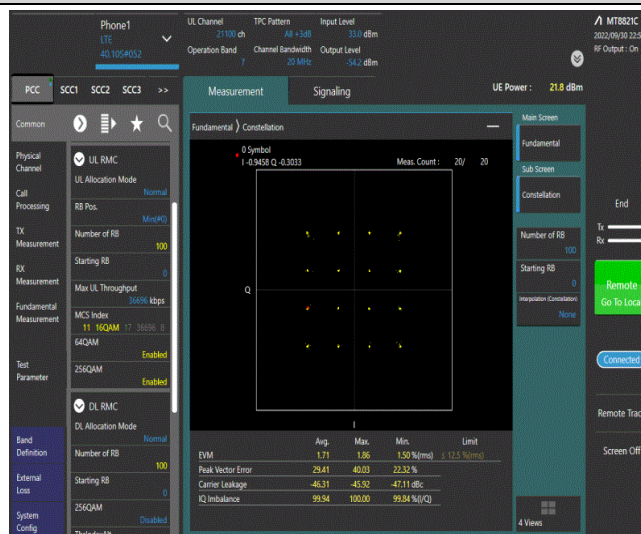 Phone1
LTE
40.10S#052
UL Channel TPC Pattern Input Level
21100 ch All +3dB 33.0 dBm
Operation Band Channel Bandwidth Output Level
7 20 MHz -54.2 dBm
MT8821C
2022/09/30 22:5
RF Output : On
PCC SCC1 SCC2 SCC3 >>
Measurement Signaling
UE Power : 21.8 dBm
Common
Physical
Channel
Call
Processing
TX
Measurement
RX
Measurement
Fundamental
Measurement
Test
Parameter
Band
Definition
External
Loss
System
Config
UL RMC
UL Allocation Mode
Normal
RB Pos.
Min(#0)
Number of RB
100
Starting RB
0
Max UL Throughput
36696 kbps
MCS Index
11 16QAM 17 36696 8
64QAM
Enabled
256QAM
Enabled
DL RMC
DL Allocation Mode
Normal
Number of RB
100
Starting RB
0
256QAM
Disabled
Fundamental > Constellation
0 Symbol
I -0.9458 Q -0.3033
Meas. Count : 20/ 20
Q
I
Avg. Max. Min. Limit
EVM 1.71 1.86 1.50 %(rms) ≤ 12.5 %(rms)
Peak Vector Error 29.41 40.03 22.32 %
Carrier Leakage -46.31 -45.92 -47.11 dBc
IQ Imbalance 99.94 100.00 99.84 %(I/Q)
Main Screen
Fundamental
Sub Screen
Constellation
Number of RB
100
Starting RB
0
Interpolation (Constellation)
None
4 Views
End
Tx
Rx
Remote
Go To Loca
Connected
Remote Trac
Screen Off